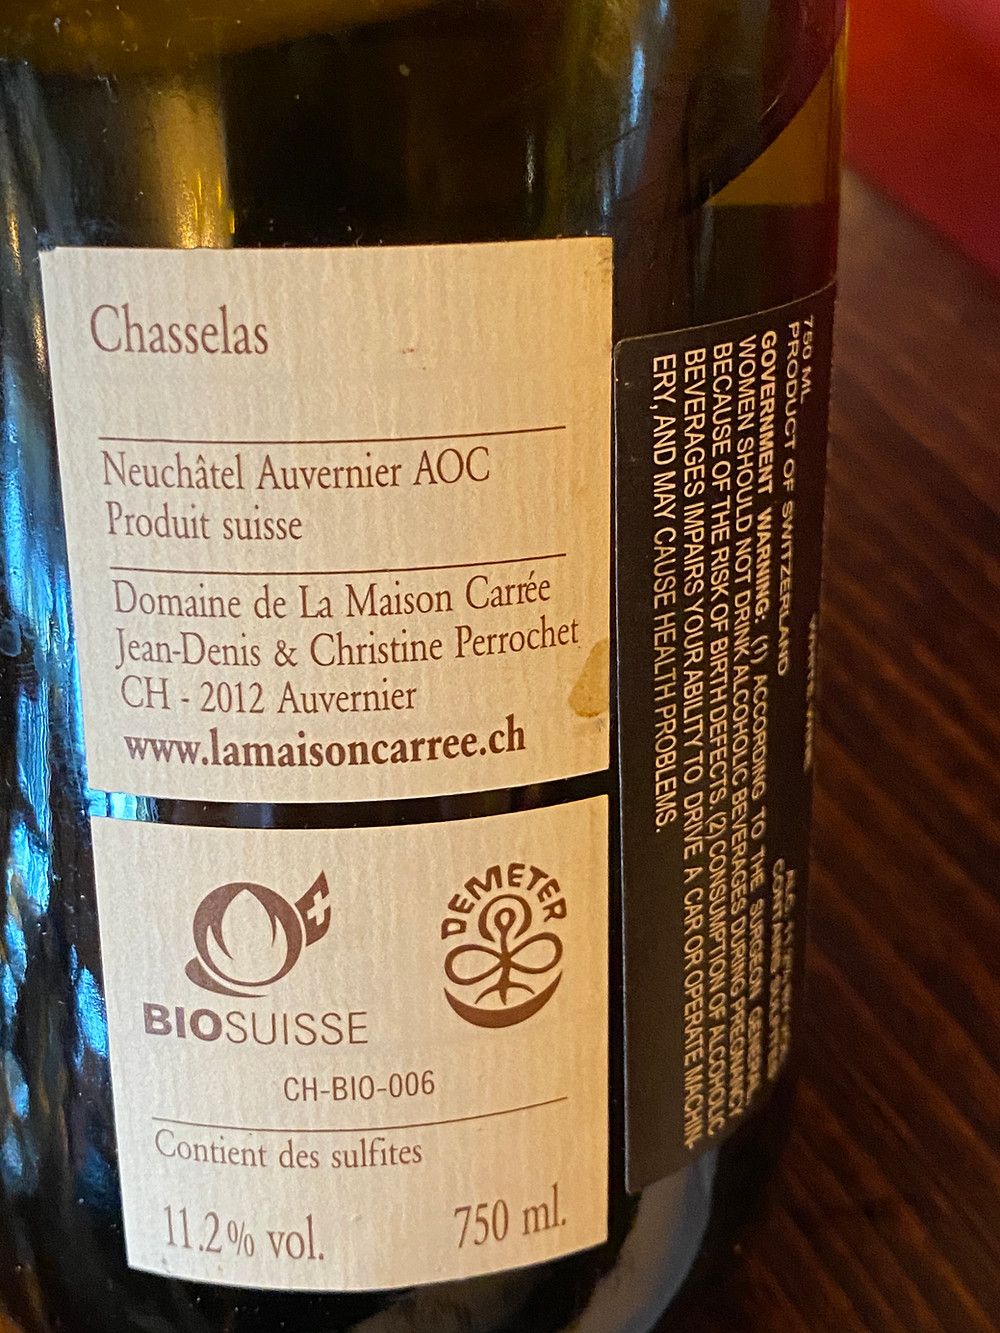 Chasselas
Neuchâtel Auvernier AOC
Produit suisse
Domaine de La Maison Carrée
Jean-Denis & Christine Perrochet
CH - 2012 Auvernier
www.lamaisoncarree.ch
BIOSUISSE
DEMETER
CH-BIO-006
Contient des sulfites
11.2% vol.
750 ml.
750 ML
PRODUCT OF SWITZERLAND
GOVERNMENT WARNING: (1) ACCORDING TO THE SURGEON GENERAL,
WOMEN SHOULD NOT DRINK ALCOHOLIC BEVERAGES DURING PREGNANCY
BECAUSE OF THE RISK OF BIRTH DEFECTS. (2) CONSUMPTION OF ALCOHOLIC
BEVERAGES IMPAIRS YOUR ABILITY TO DRIVE A CAR OR OPERATE MACHIN-
ERY, AND MAY CAUSE HEALTH PROBLEMS.